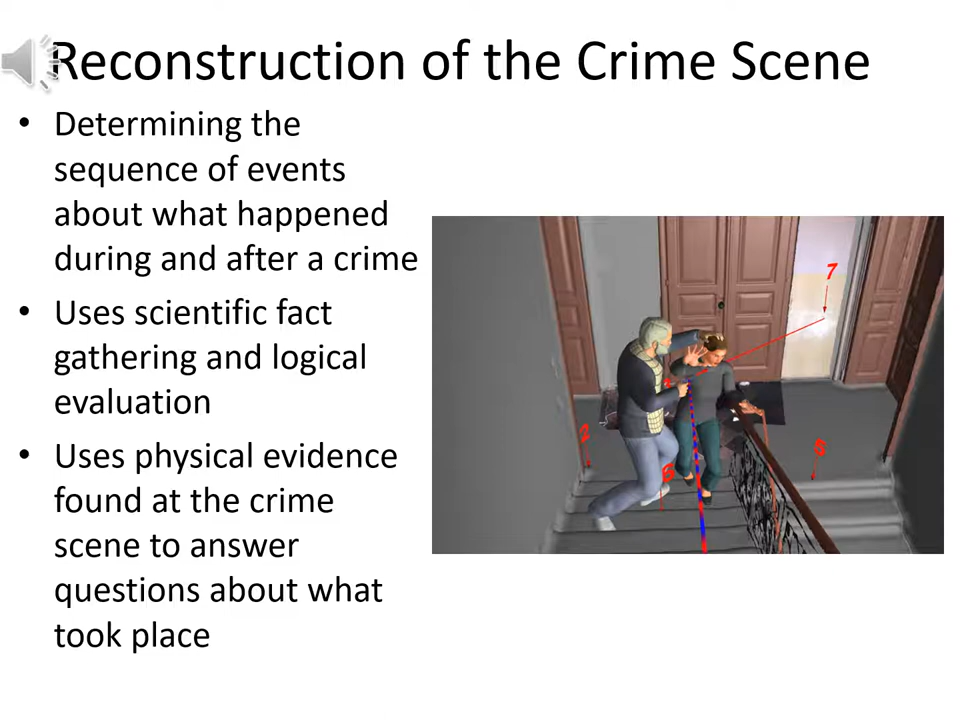 Reconstruction of the Crime Scene
• Determining the
sequence of events
about what happened
during and after a crime
• Uses scientific fact
gathering and logical
evaluation
• Uses physical evidence
found at the crime
scene to answer
questions about what
took place
7
5
6